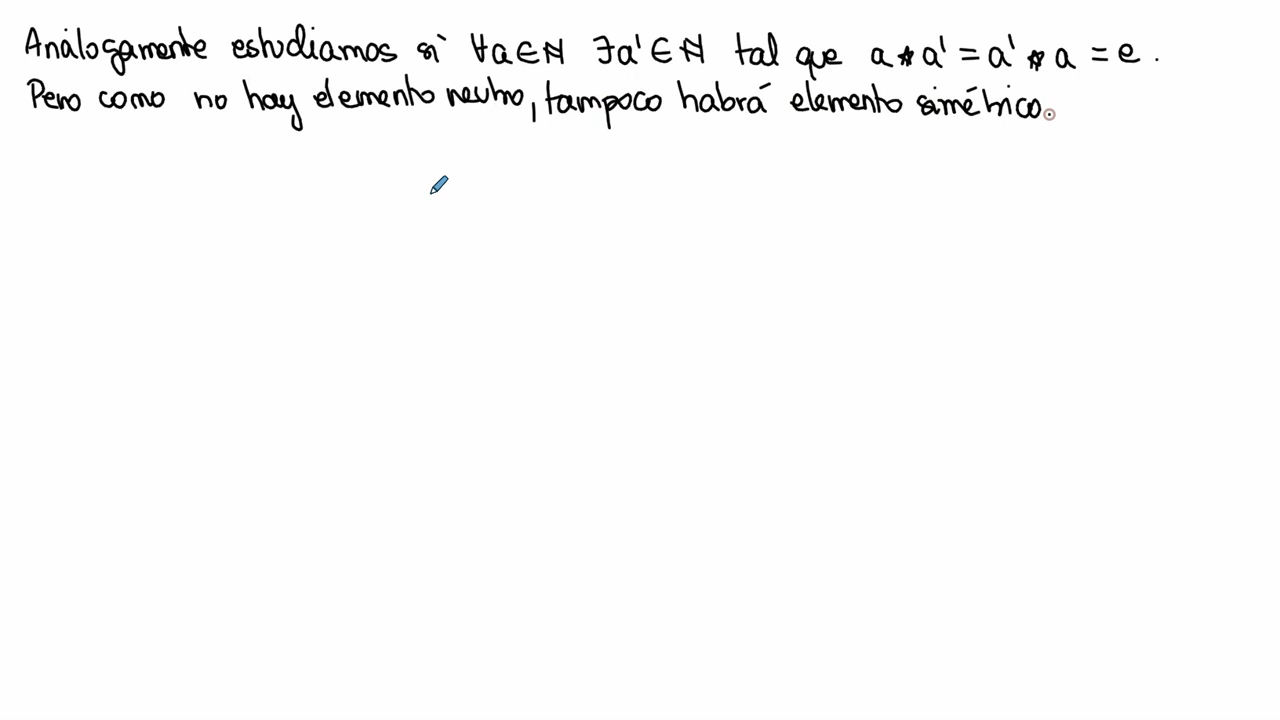 Análogamente estudiamos si ∀a∈ℕ ∃a'∈ℕ tal que a * a' = a' * a = e .
Pero como no hay elemento neutro, tampoco habrá elemento simétrico.